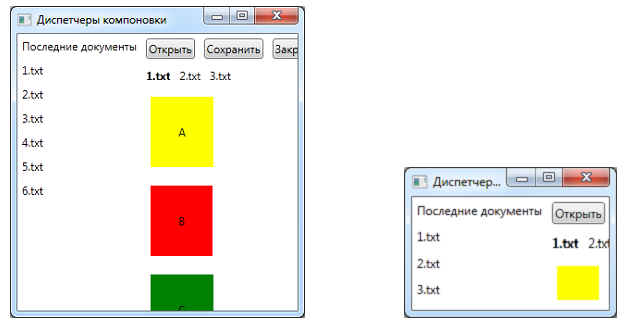 Диспетчеры компоновки
Последние документы Открыть Сохранить Закр
1.txt
2.txt
3.txt
4.txt
5.txt
6.txt
1.txt 2.txt 3.txt
A
B
Диспетчер...
Последние документы Открыть
1.txt
2.txt
3.txt
1.txt 2.txt